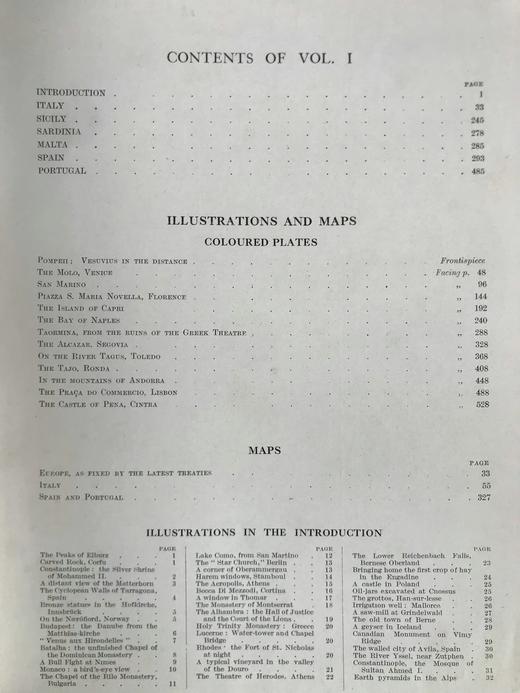 CONTENTS OF VOL. I
PAGE
INTRODUCTION . . . . . . . . . . . . . . 1
ITALY . . . . . . . . . . . . . . 33
SICILY . . . . . . . . . . . . . . 245
SARDINIA . . . . . . . . . . . . . . 278
MALTA . . . . . . . . . . . . . . 285
SPAIN . . . . . . . . . . . . . . 293
PORTUGAL . . . . . . . . . . . . . . 485
ILLUSTRATIONS AND MAPS
COLOURED PLATES
POMPEII: VESUVIUS IN THE DISTANCE . . . . . . . . Frontispiece
THE MOLO, VENICE . . . . . . . . Facing p. 48
SAN MARINO . . . . . . . . „ 96
PIAZZA S. MARIA NOVELLA, FLORENCE . . . . . . . . „ 144
THE ISLAND OF CAPRI . . . . . . . . „ 192
THE BAY OF NAPLES . . . . . . . . „ 240
TAORMINA, FROM THE RUINS OF THE GREEK THEATRE . . . . . . . . „ 288
THE ALCAZAR, SEGOVIA . . . . . . . . „ 328
ON THE RIVER TAGUS, TOLEDO . . . . . . . . „ 368
THE TAJO, RONDA . . . . . . . . „ 408
IN THE MOUNTAINS OF ANDORRA . . . . . . . . „ 448
THE PRAÇA DO COMMERCIO, LISBON . . . . . . . . „ 488
THE CASTLE OF PENA, CINTRA . . . . . . . . „ 528
MAPS
PAGE
EUROPE, AS FIXED BY THE LATEST TREATIES . . . . . . . . 33
ITALY . . . . . . . . 55
SPAIN AND PORTUGAL . . . . . . . . 327
ILLUSTRATIONS IN THE INTRODUCTION
PAGE
The Peaks of Elburz . . . 1
Carved Rock, Corfu . . . 1
Constantinople: the Silver Shrine
of Mohammed II. . . . 2
A distant view of the Matterhorn 3
The Cyclopean Walls of Tarragona,
Spain . . . 4
Bronze statues in the Hofkirche,
Innsbrück . . . 5
On the Neröfiord, Norway . . 5
Budapest: the Danube from the
Matthias-kirche . . . 6
"Venus aux Hirondelles" . . 7
Batalha: the unfinished Chapel of
the Dominican Monastery . . 8
A Bull Fight at Nîmes . . 9
Monaco: a bird's-eye view . . 10
The Chapel of the Rilo Monastery,
Bulgaria . . . 11
PAGE
Lake Como, from San Martino . 12
The "Star Church," Berlin . . 13
A corner of Oberammergau . . 13
Harem windows, Stamboul . . 14
The Acropolis, Athens . . 15
Bocca Di Mezzodì, Cortina . . 16
A window in Thomar . . 17
The Monastery of Montserrat . 18
The Alhambra: the Hall of Justice
and the Court of the Lions . 19
Holy Trinity Monastery: Greece 20
Lucerne: Water-tower and Chapel
Bridge . . . 20
Rhodes: the Fort of St. Nicholas
at night . . . 20
A typical vineyard in the valley
of the Douro . . . 21
The Theatre of Herodes, Athens 22
PAGE
The Lower Reichenbach Falls,
Bernese Oberland . . 23
Bringing home the first crop of hay
in the Engadine . . 24
A castle in Poland . . 25
Oil-jars excavated at Cnossus 25
The grottos, Han-sur-lesse . 26
Irrigation well: Mallorca . 26
A saw-mill at Grindelwald . 27
The old town of Berne . . 28
A geyser in Iceland . . 29
Canadian Monument on Vimy
Ridge . . . 29
The walled city of Avila, Spain . 30
The River Yssel, near Zutphen . 30
Constantinople, the Mosque of
Sultan Ahmed I. . . 31
Earth pyramids in the Alps . 32